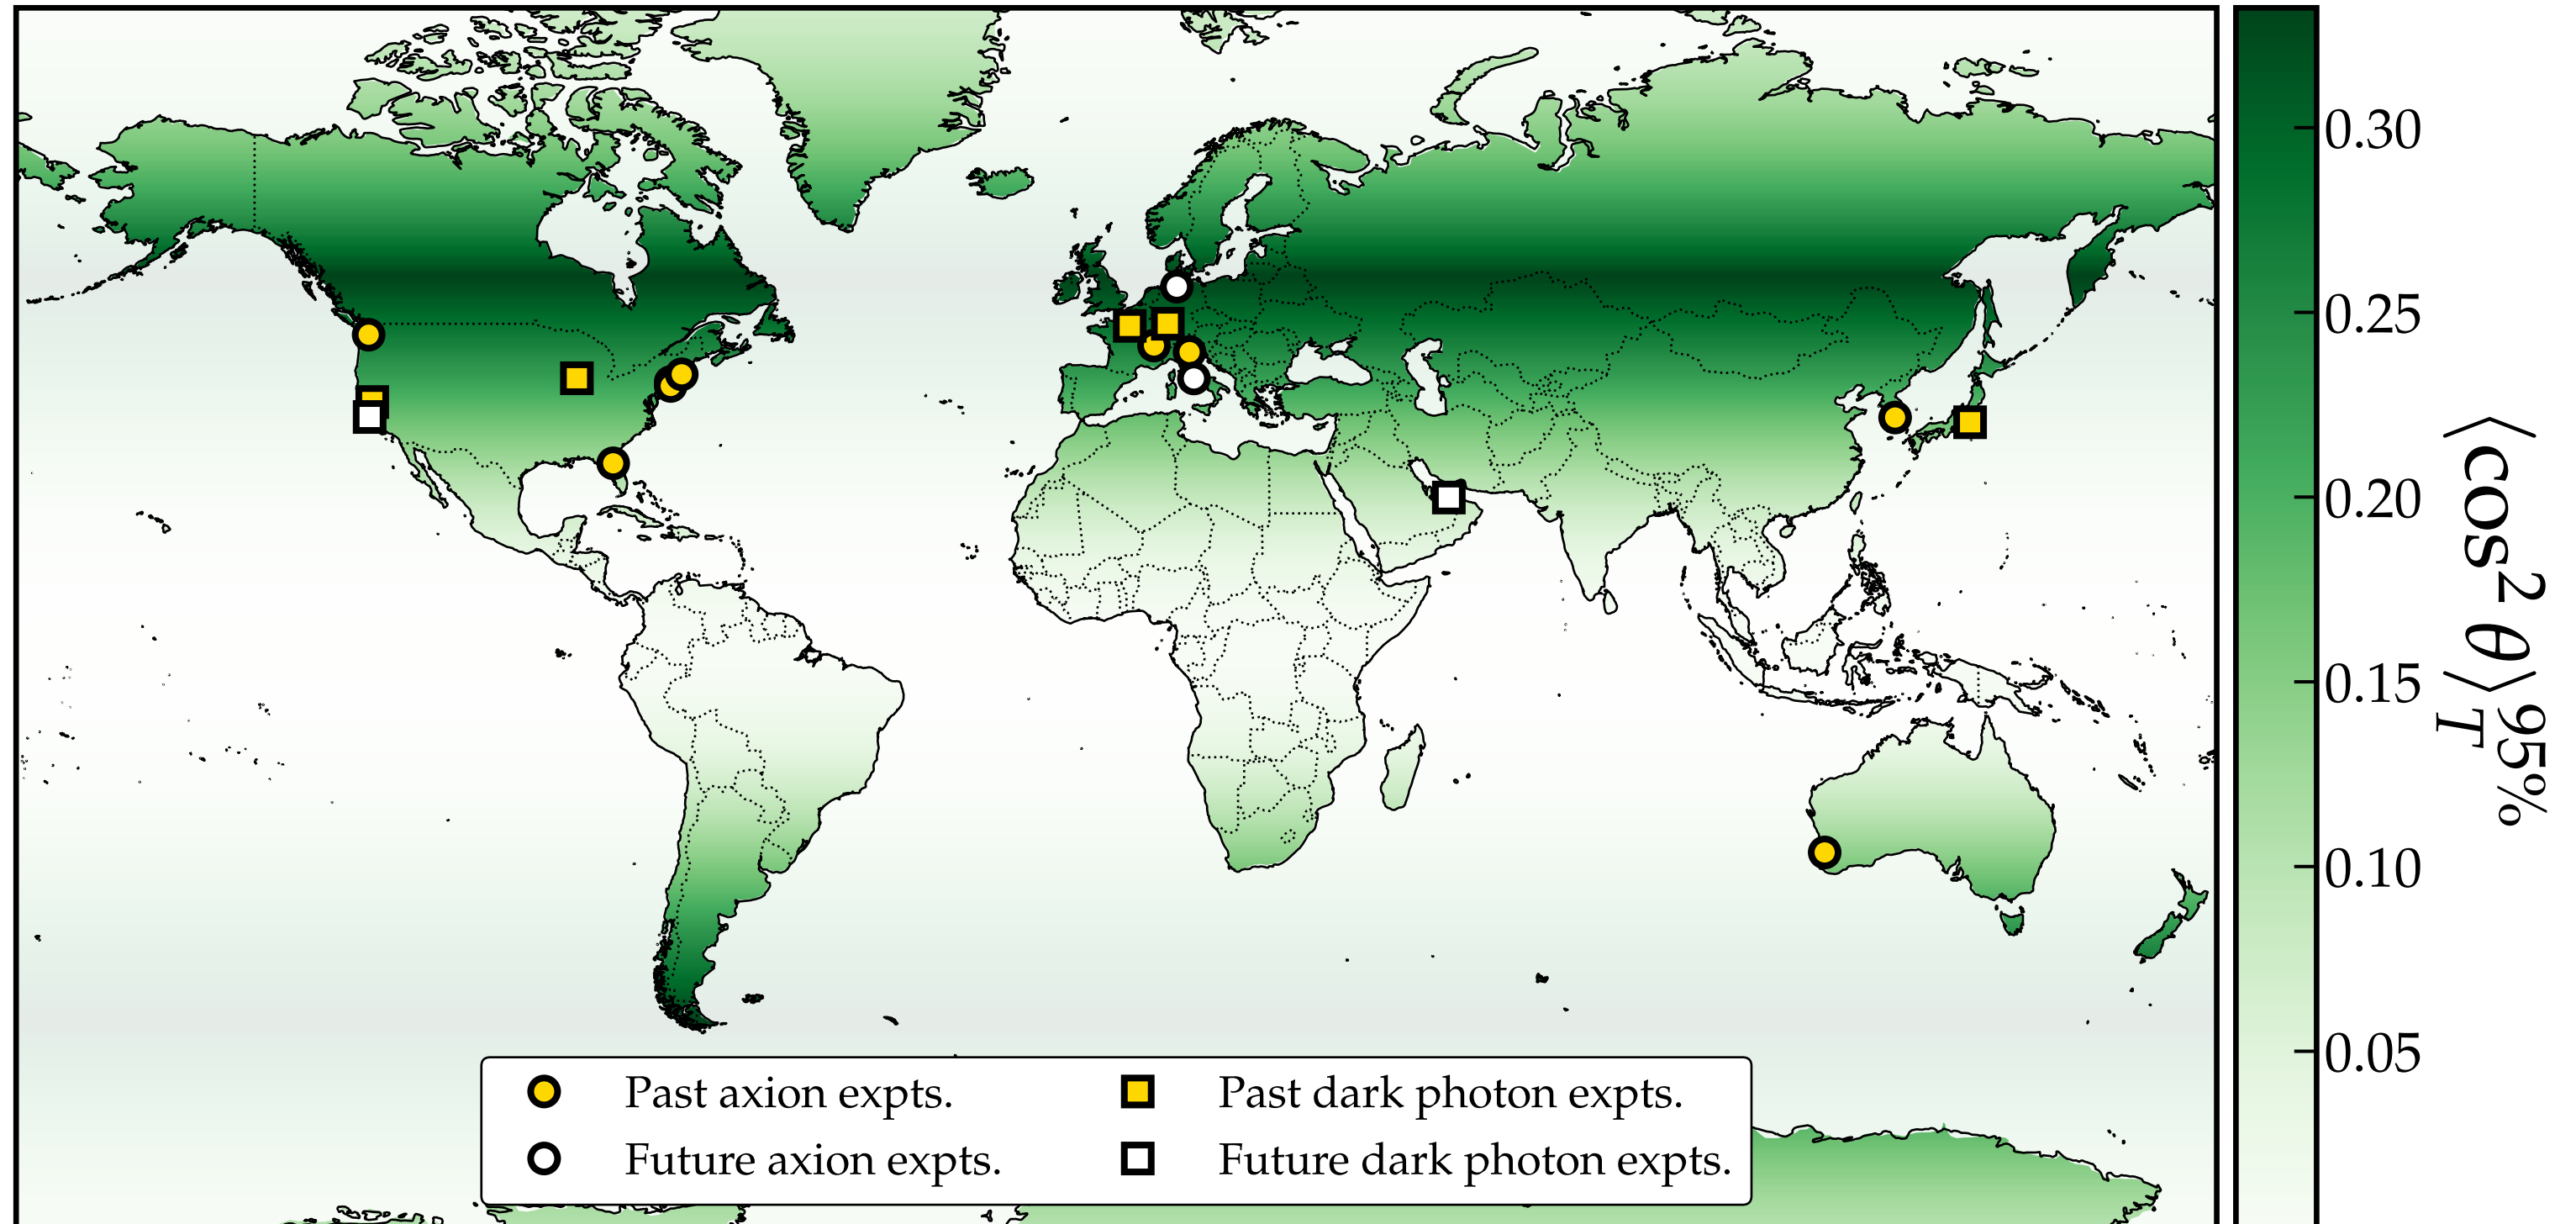 0.30
0.25
0.20
0.15
0.10
0.05
⟨cos² θ⟩_T^95%
Past axion expts.
Past dark photon expts.
Future axion expts.
Future dark photon expts.